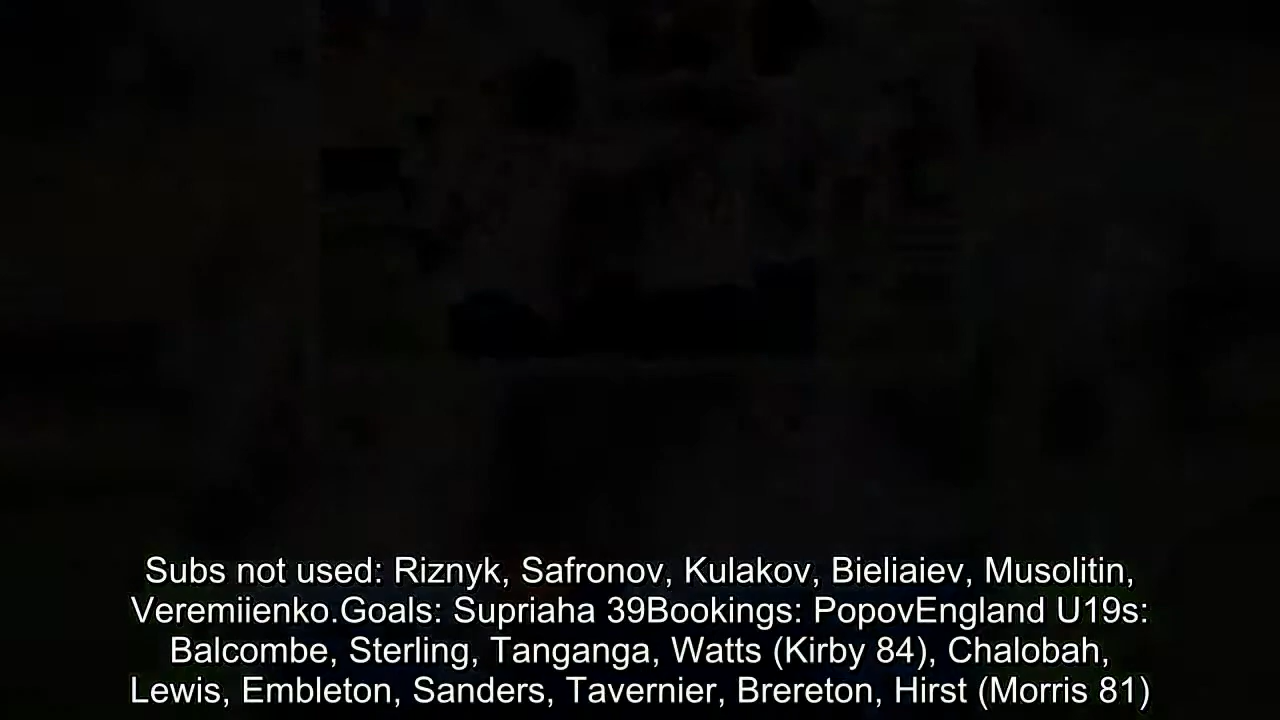 Subs not used: Riznyk, Safronov, Kulakov, Bieliaiev, Musolitin,
Veremiienko.Goals: Supriaha 39Bookings: PopovEngland U19s:
Balcombe, Sterling, Tanganga, Watts (Kirby 84), Chalobah,
Lewis, Embleton, Sanders, Tavernier, Brereton, Hirst (Morris 81)